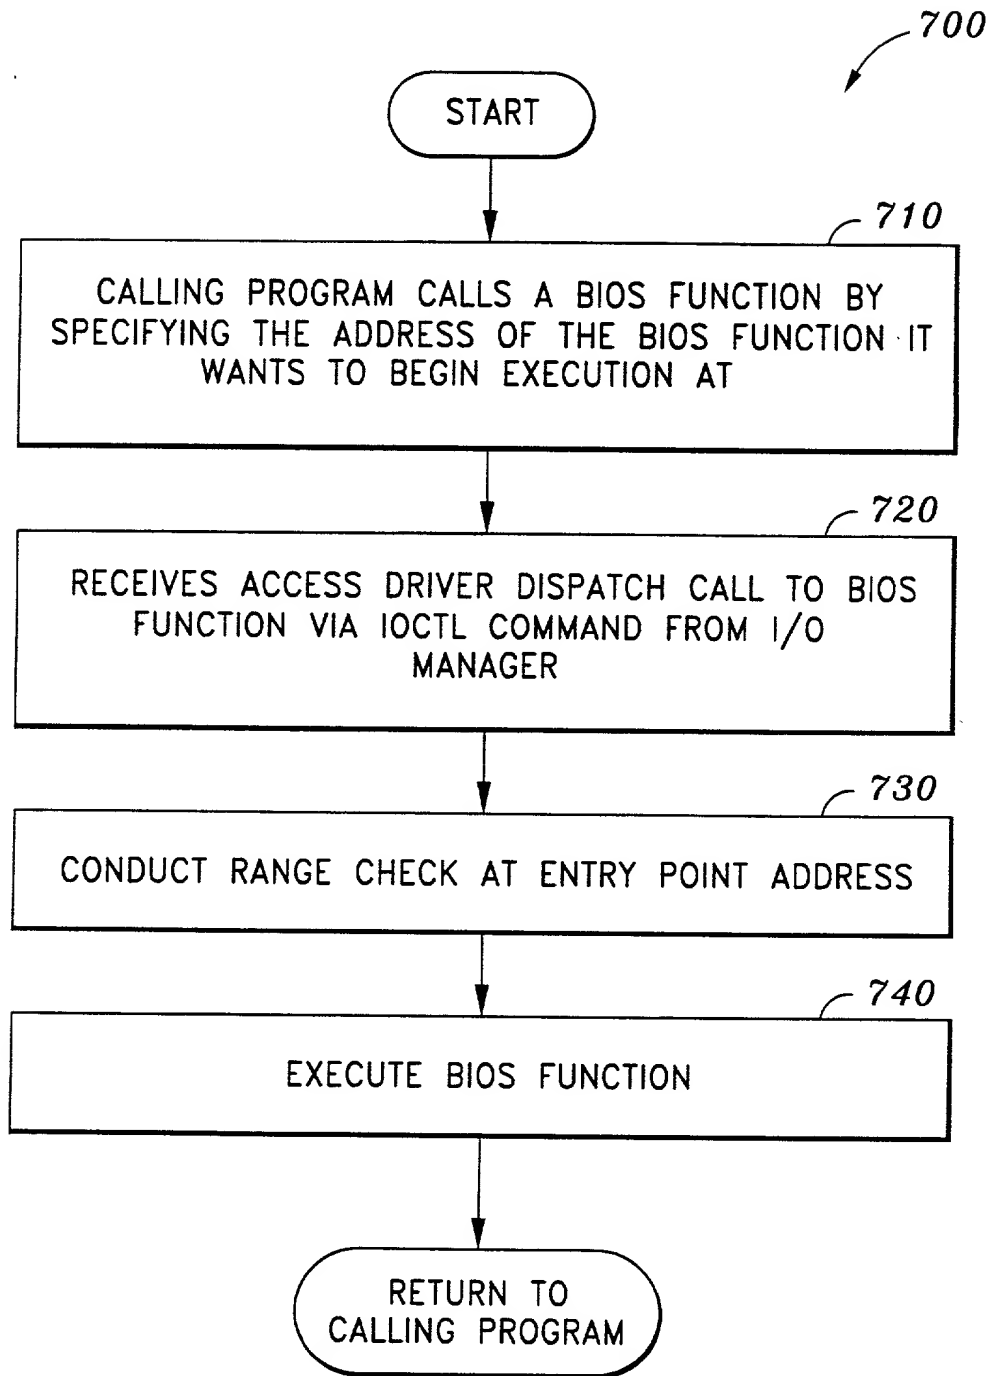 700
START
710
CALLING PROGRAM CALLS A BIOS FUNCTION BY
SPECIFYING THE ADDRESS OF THE BIOS FUNCTION IT
WANTS TO BEGIN EXECUTION AT
720
RECEIVES ACCESS DRIVER DISPATCH CALL TO BIOS
FUNCTION VIA IOCTL COMMAND FROM I/O
MANAGER
730
CONDUCT RANGE CHECK AT ENTRY POINT ADDRESS
740
EXECUTE BIOS FUNCTION
RETURN TO
CALLING PROGRAM